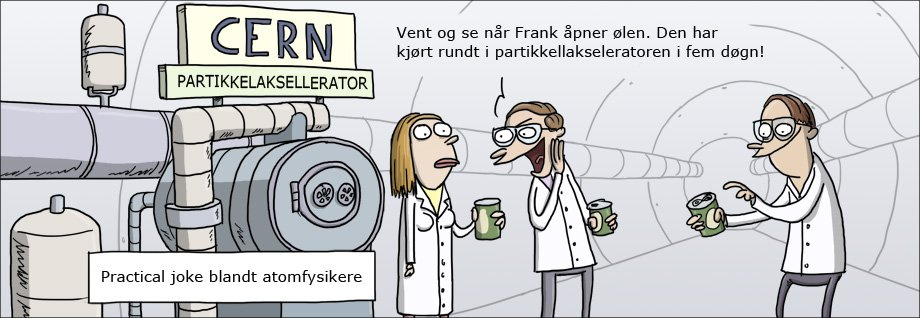 CERN
PARTIKKELAKSELLERATOR
Vent og se når Frank åpner ølen. Den har
kjørt rundt i partikkellakseleratoren i fem døgn!
Practical joke blandt atomfysikere